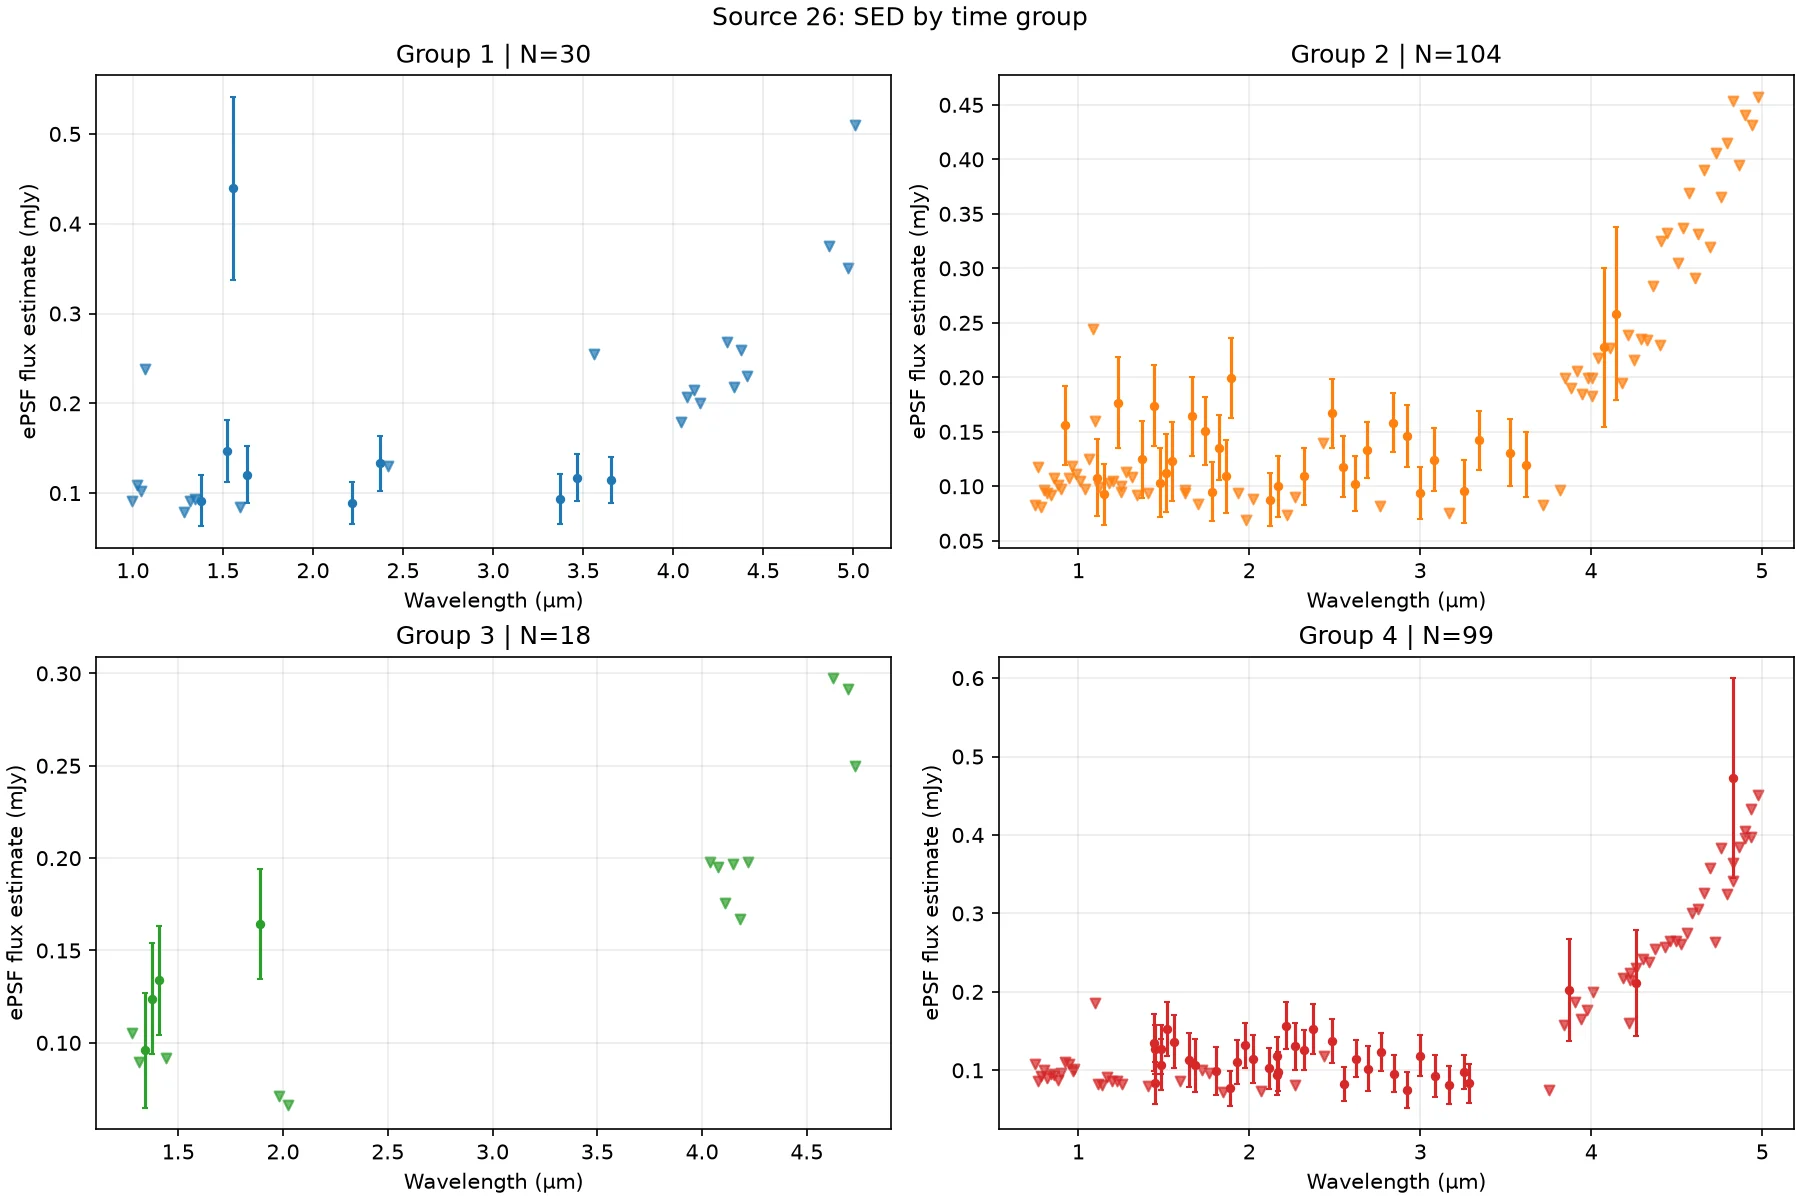 Source 26: SED by time group
Group 1 | N=30
ePSF flux estimate (mJy)
0.5
0.4
0.3
0.2
0.1
1.0 1.5 2.0 2.5 3.0 3.5 4.0 4.5 5.0
Wavelength (μm)
Group 2 | N=104
ePSF flux estimate (mJy)
0.45
0.40
0.35
0.30
0.25
0.20
0.15
0.10
0.05
1 2 3 4 5
Wavelength (μm)
Group 3 | N=18
ePSF flux estimate (mJy)
0.30
0.25
0.20
0.15
0.10
1.5 2.0 2.5 3.0 3.5 4.0 4.5
Wavelength (μm)
Group 4 | N=99
ePSF flux estimate (mJy)
0.6
0.5
0.4
0.3
0.2
0.1
1 2 3 4 5
Wavelength (μm)